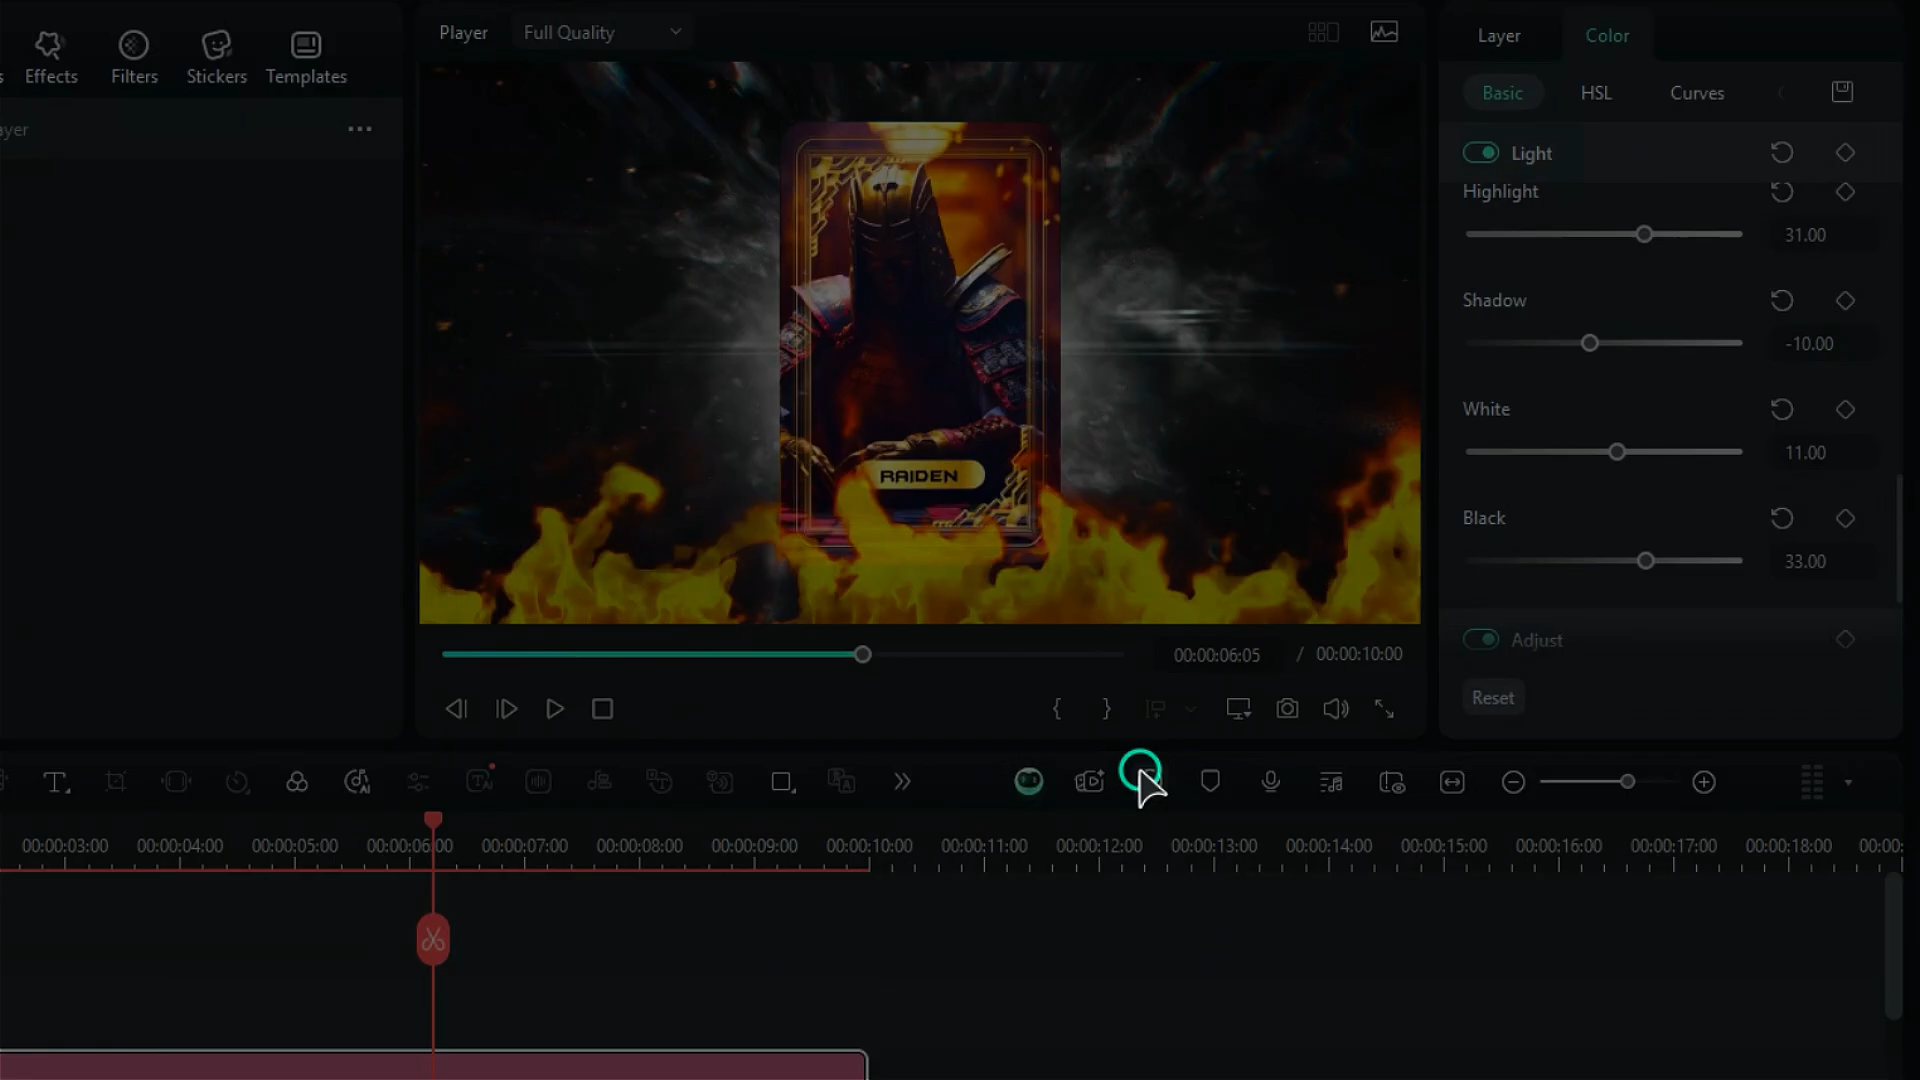 Player
Full Quality
Layer
Color
Effects
Filters
Stickers
Templates
Basic
HSL
Curves
ayer
Light
Highlight
31.00
Shadow
-10.00
White
11.00
RAIDEN
Black
33.00
Adjust
00:00:06:05 / 00:00:10:00
Reset
00:00:03:00
00:00:04:00
00:00:05:00
00:00:06:00
00:00:07:00
00:00:08:00
00:00:09:00
00:00:10:00
00:00:11:00
00:00:12:00
00:00:13:00
00:00:14:00
00:00:15:00
00:00:16:00
00:00:17:00
00:00:18:00
00:00: